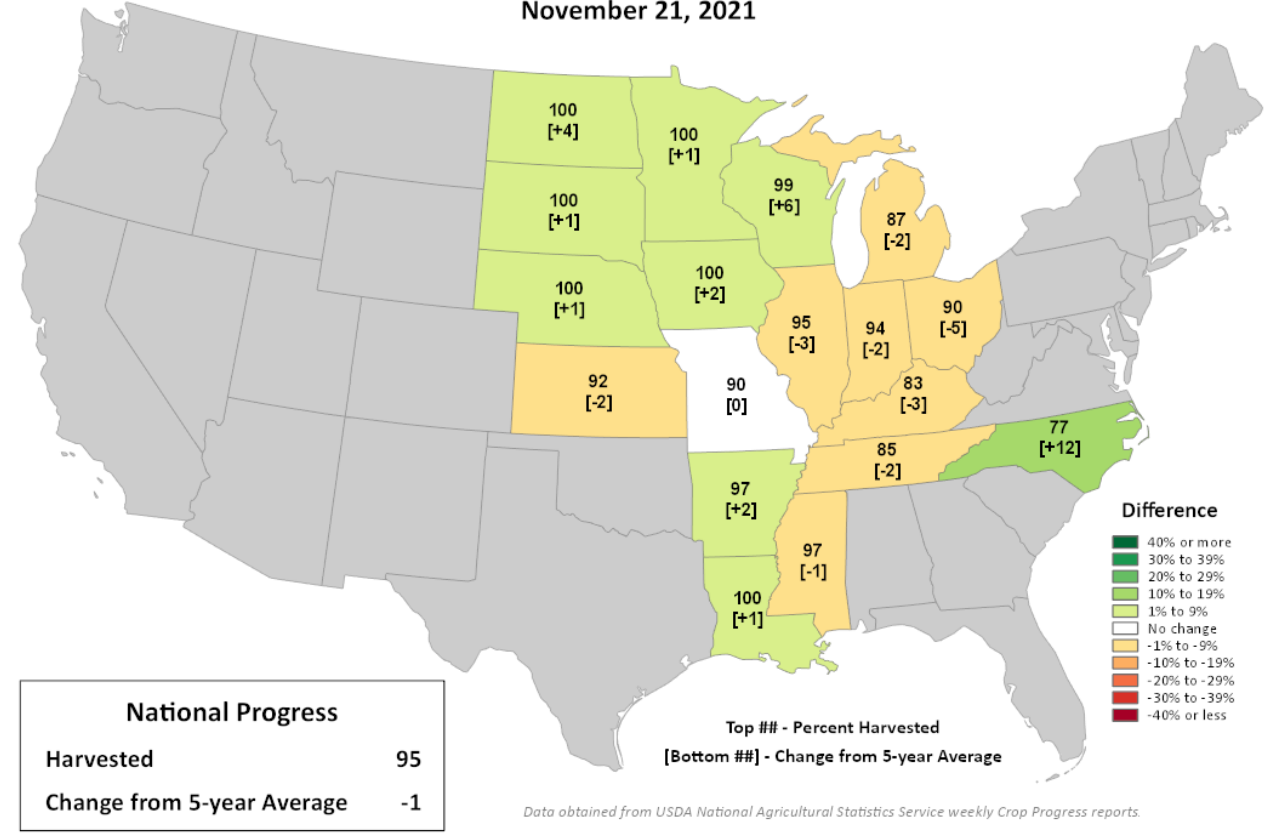 November 21, 2021
100
[+4]
100
[+1]
99
[+6]
100
[+1]
87
[-2]
100
[+2]
100
[+1]
95
[-3]
94
[-2]
90
[-5]
92
[-2]
90
[0]
83
[-3]
77
[+12]
85
[-2]
97
[+2]
97
[-1]
100
[+1]
Difference
40% or more
30% to 39%
20% to 29%
10% to 19%
1% to 9%
No change
-1% to -9%
-10% to -19%
-20% to -29%
-30% to -39%
-40% or less
National Progress
Harvested 95
Change from 5-year Average -1
Top ## - Percent Harvested
[Bottom ##] - Change from 5-year Average
Data obtained from USDA National Agricultural Statistics Service weekly Crop Progress reports.